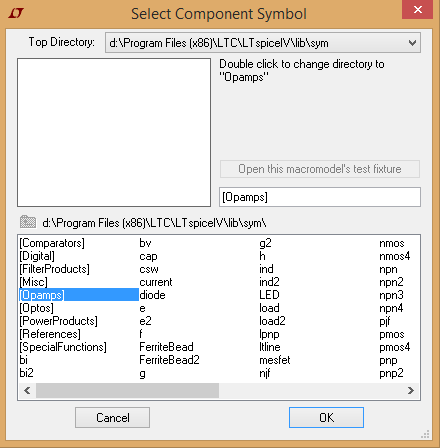 Select Component Symbol
Top Directory: d:\Program Files (x86)\LTC\LTspiceIV\lib\sym
Double click to change directory to
"Opamps"
Open this macromodel's test fixture
[Opamps]
d:\Program Files (x86)\LTC\LTspiceIV\lib\sym\
[Comparators] bv g2 nmos
[Digital] cap h nmos4
[FilterProducts] csw ind npn
[Misc] current ind2 npn2
[Opamps] diode LED npn3
[Optos] e load npn4
[PowerProducts] e2 load2 pjf
[References] f lpnp pmos
[SpecialFunctions] FerriteBead ltline pmos4
bi FerriteBead2 mesfet pnp
bi2 g njf pnp2
Cancel OK